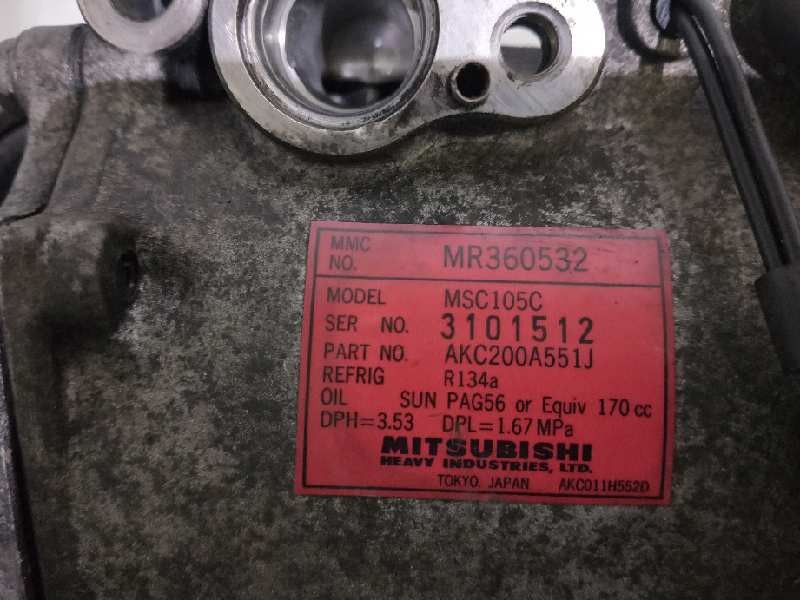 MMC NO. MR360532
MODEL MSC105C
SER NO. 3101512
PART NO. AKC200A551J
REFRIG R134a
OIL SUN PAG56 or Equiv 170 cc
DPH=3.53 DPL=1.67 MPa
MITSUBISHI
HEAVY INDUSTRIES, LTD.
TOKYO. JAPAN AKC011H552D